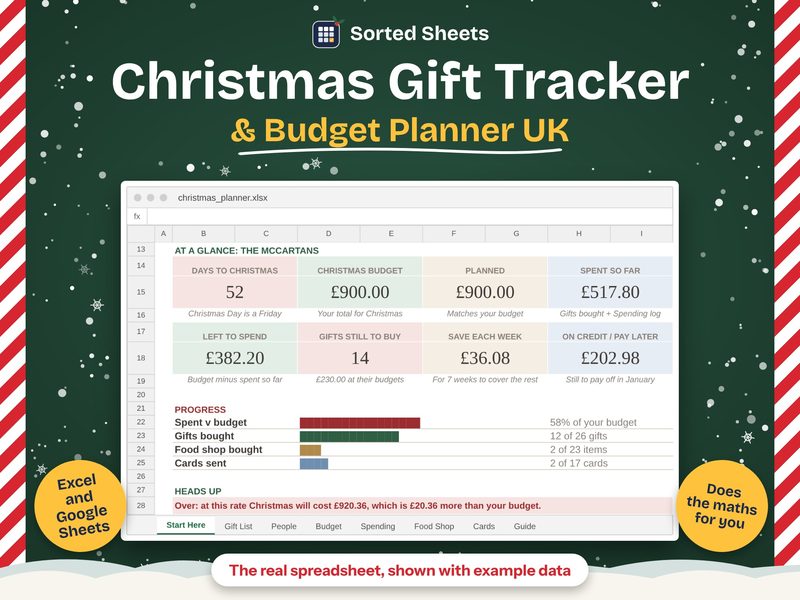 Sorted Sheets
Christmas Gift Tracker
& Budget Planner UK
christmas_planner.xlsx
fx
A B C D E F G H I
13 AT A GLANCE: THE MCCARTANS
14 DAYS TO CHRISTMAS CHRISTMAS BUDGET PLANNED SPENT SO FAR
15 52 £900.00 £900.00 £517.80
16 Christmas Day is a Friday Your total for Christmas Matches your budget Gifts bought + Spending log
17 LEFT TO SPEND GIFTS STILL TO BUY SAVE EACH WEEK ON CREDIT / PAY LATER
18 £382.20 14 £36.08 £202.98
19 Budget minus spent so far £230.00 at their budgets For 7 weeks to cover the rest Still to pay off in January
20
21 PROGRESS
22 Spent v budget 58% of your budget
23 Gifts bought 12 of 26 gifts
24 Food shop bought 2 of 23 items
25 Cards sent 2 of 17 cards
26
27 HEADS UP
28 Over: at this rate Christmas will cost £920.36, which is £20.36 more than your budget.
Start Here Gift List People Budget Spending Food Shop Cards Guide
Excel
and
Google
Sheets
Does
the maths
for you
The real spreadsheet, shown with example data